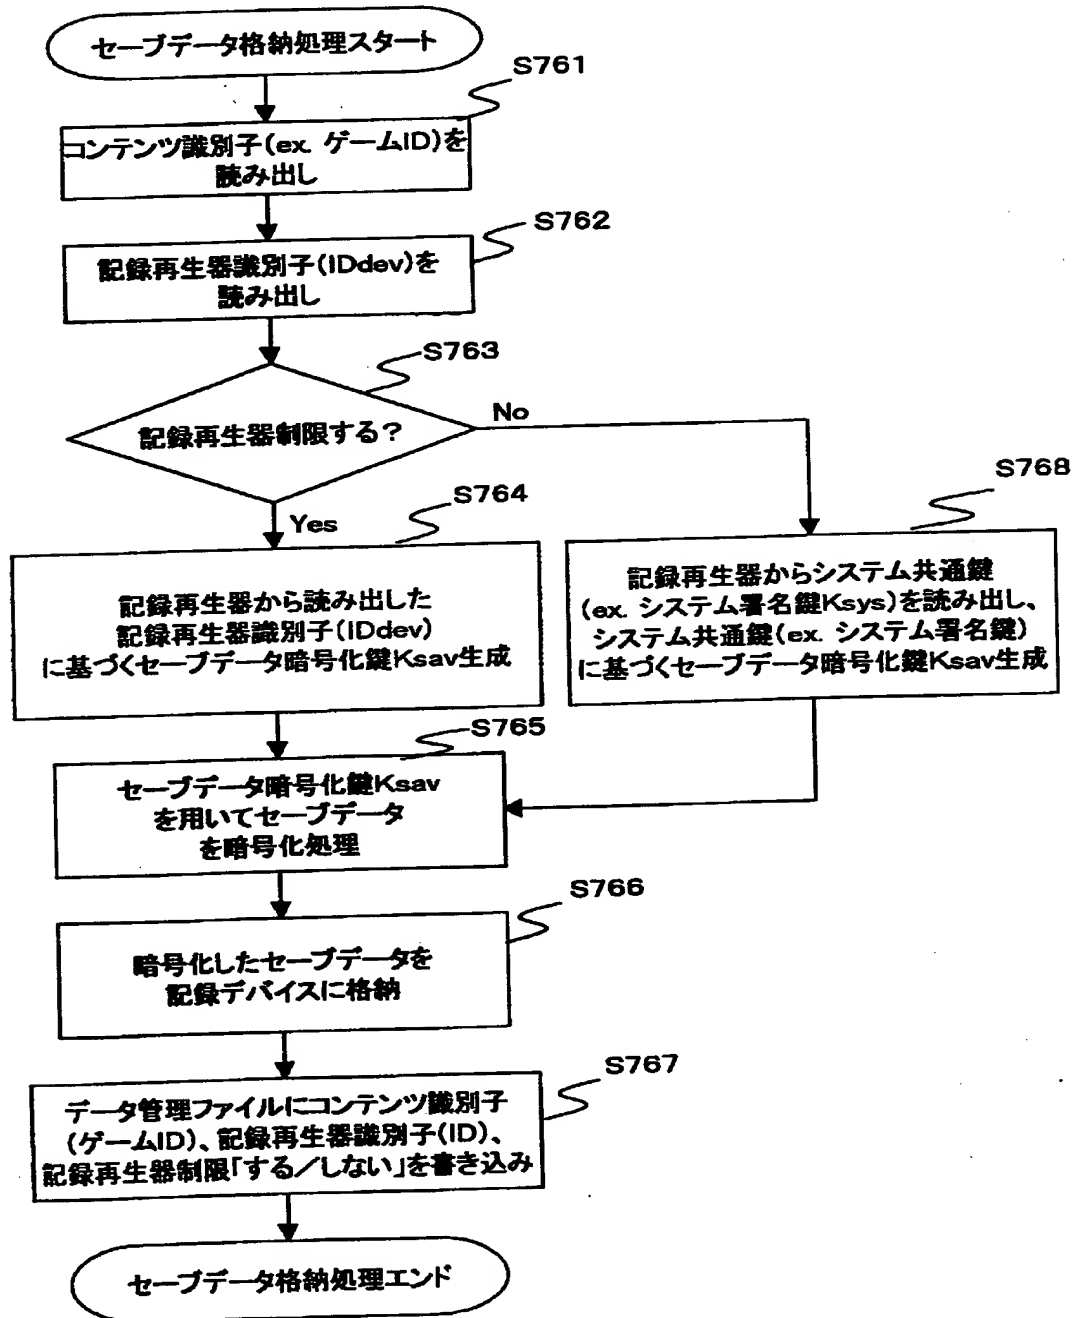 セーブデータ格納処理スタート
S761
コンテンツ識別子(ex. ゲームID)を
読み出し
S762
記録再生器識別子(IDdev)を
読み出し
S763
記録再生器制限する?
No
Yes
S764
記録再生器から読み出した
記録再生器識別子(IDdev)
に基づくセーブデータ暗号化鍵Ksav生成
S768
記録再生器からシステム共通鍵
(ex. システム署名鍵Ksys)を読み出し、
システム共通鍵(ex. システム署名鍵)
に基づくセーブデータ暗号化鍵Ksav生成
S765
セーブデータ暗号化鍵Ksav
を用いてセーブデータ
を暗号化処理
S766
暗号化したセーブデータを
記録デバイスに格納
S767
データ管理ファイルにコンテンツ識別子
(ゲームID)、記録再生器識別子(ID)、
記録再生器制限「する/しない」を書き込み
セーブデータ格納処理エンド